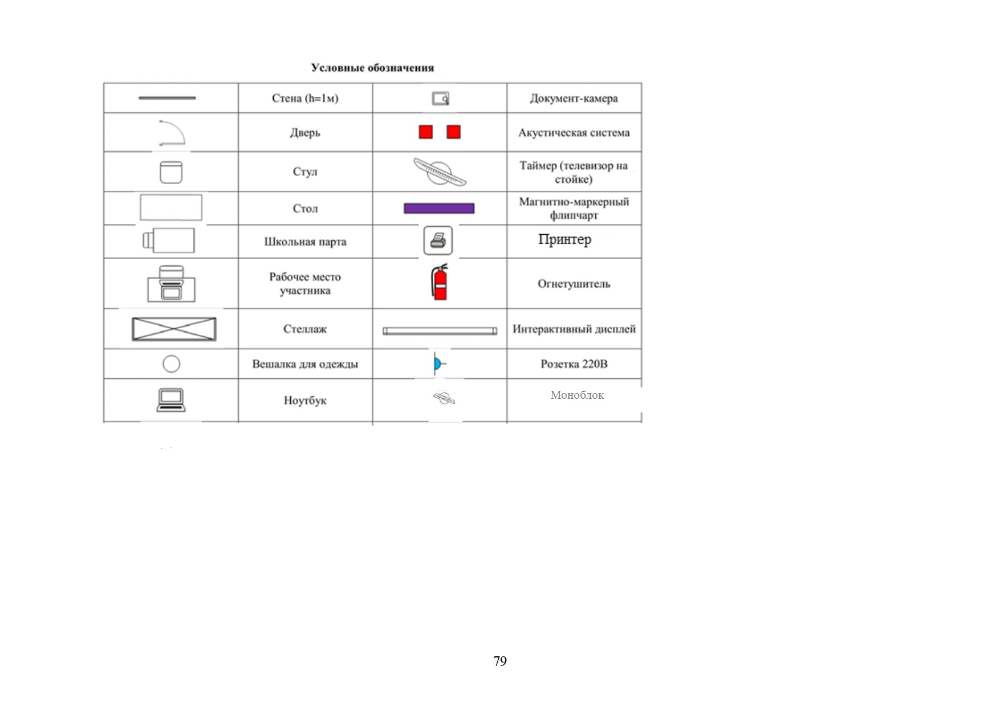 Условные обозначения
Стена (h=1м)
Документ-камера
Дверь
Акустическая система
Стул
Таймер (телевизор на
стойке)
Стол
Магнитно-маркерный
флипчарт
Школьная парта
Принтер
Рабочее место
участника
Огнетушитель
Стеллаж
Интерактивный дисплей
Вешалка для одежды
Розетка 220В
Ноутбук
Моноблок
79